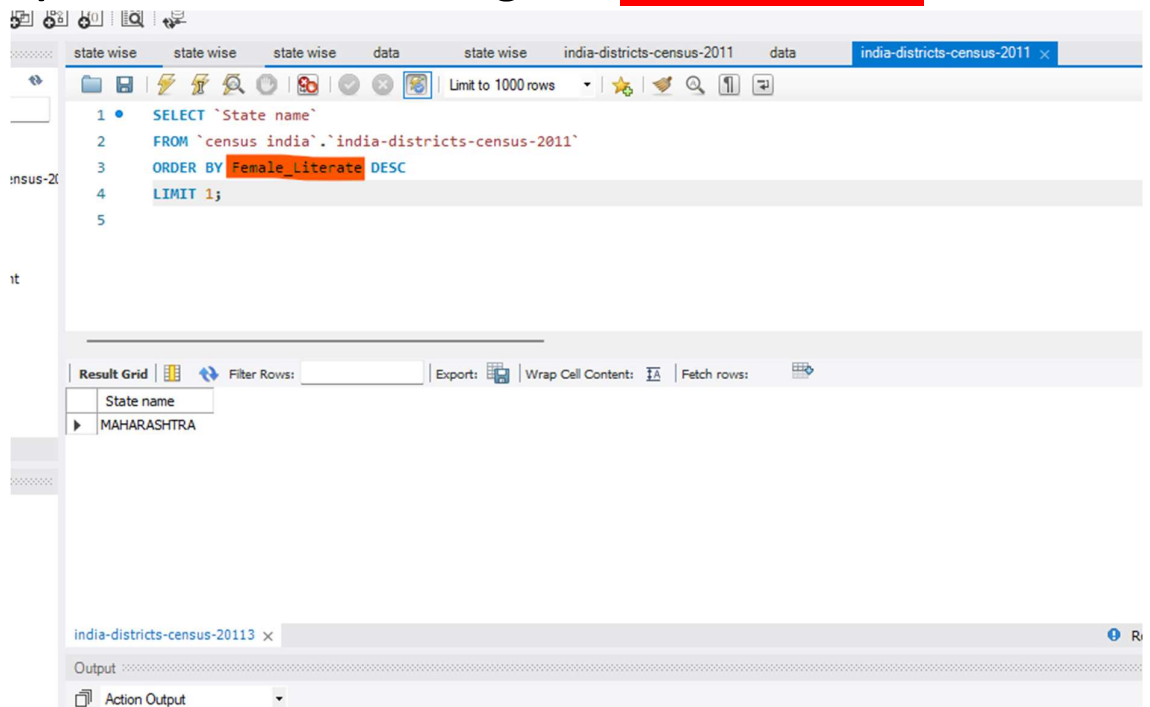 state wise state wise state wise data state wise india-districts-census-2011 data india-districts-census-2011
Limit to 1000 rows
1 SELECT `State name`
2 FROM `census india`.`india-districts-census-2011`
3 ORDER BY Female_Literate DESC
4 LIMIT 1;
5
Result Grid Filter Rows: Export: Wrap Cell Content: Fetch rows:
State name
MAHARASHTRA
india-districts-census-20113
Output
Action Output